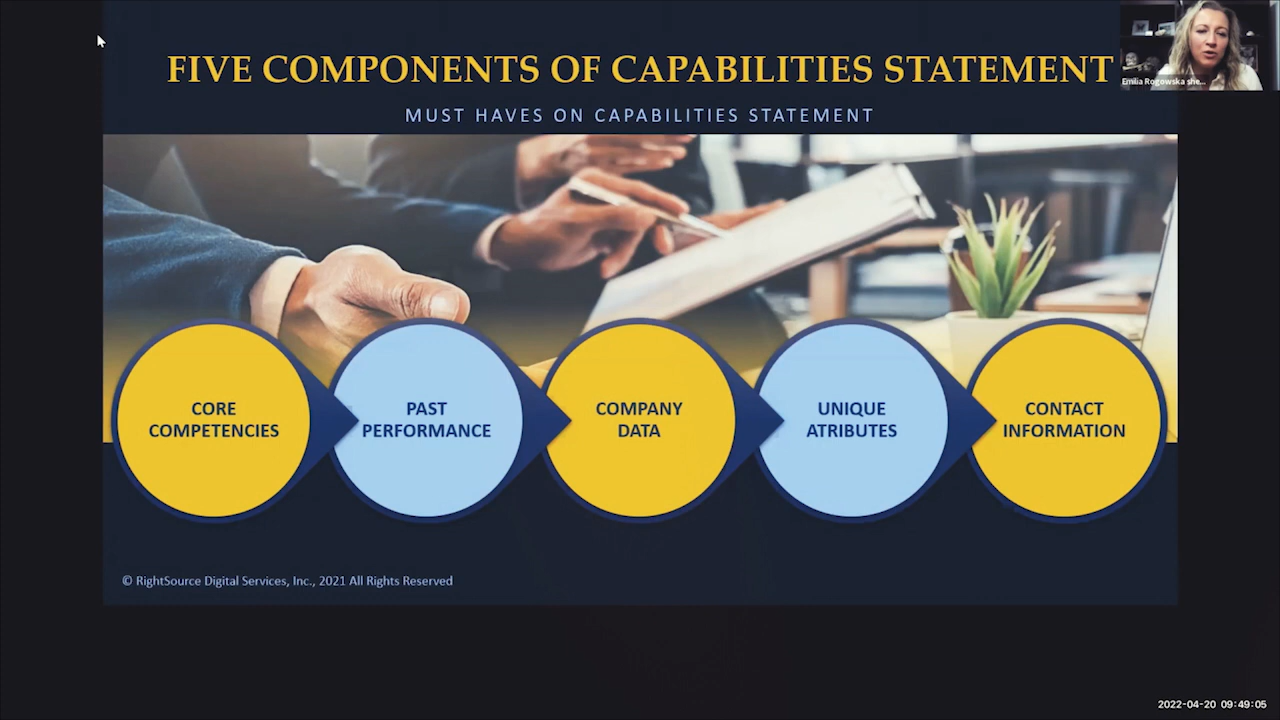 FIVE COMPONENTS OF CAPABILITIES STATEMENT
MUST HAVES ON CAPABILITIES STATEMENT
Emilia Rogowska she...
CORE
COMPETENCIES
PAST
PERFORMANCE
COMPANY
DATA
UNIQUE
ATRIBUTES
CONTACT
INFORMATION
© RightSource Digital Services, Inc., 2021 All Rights Reserved
2022-04-20 09:49:05